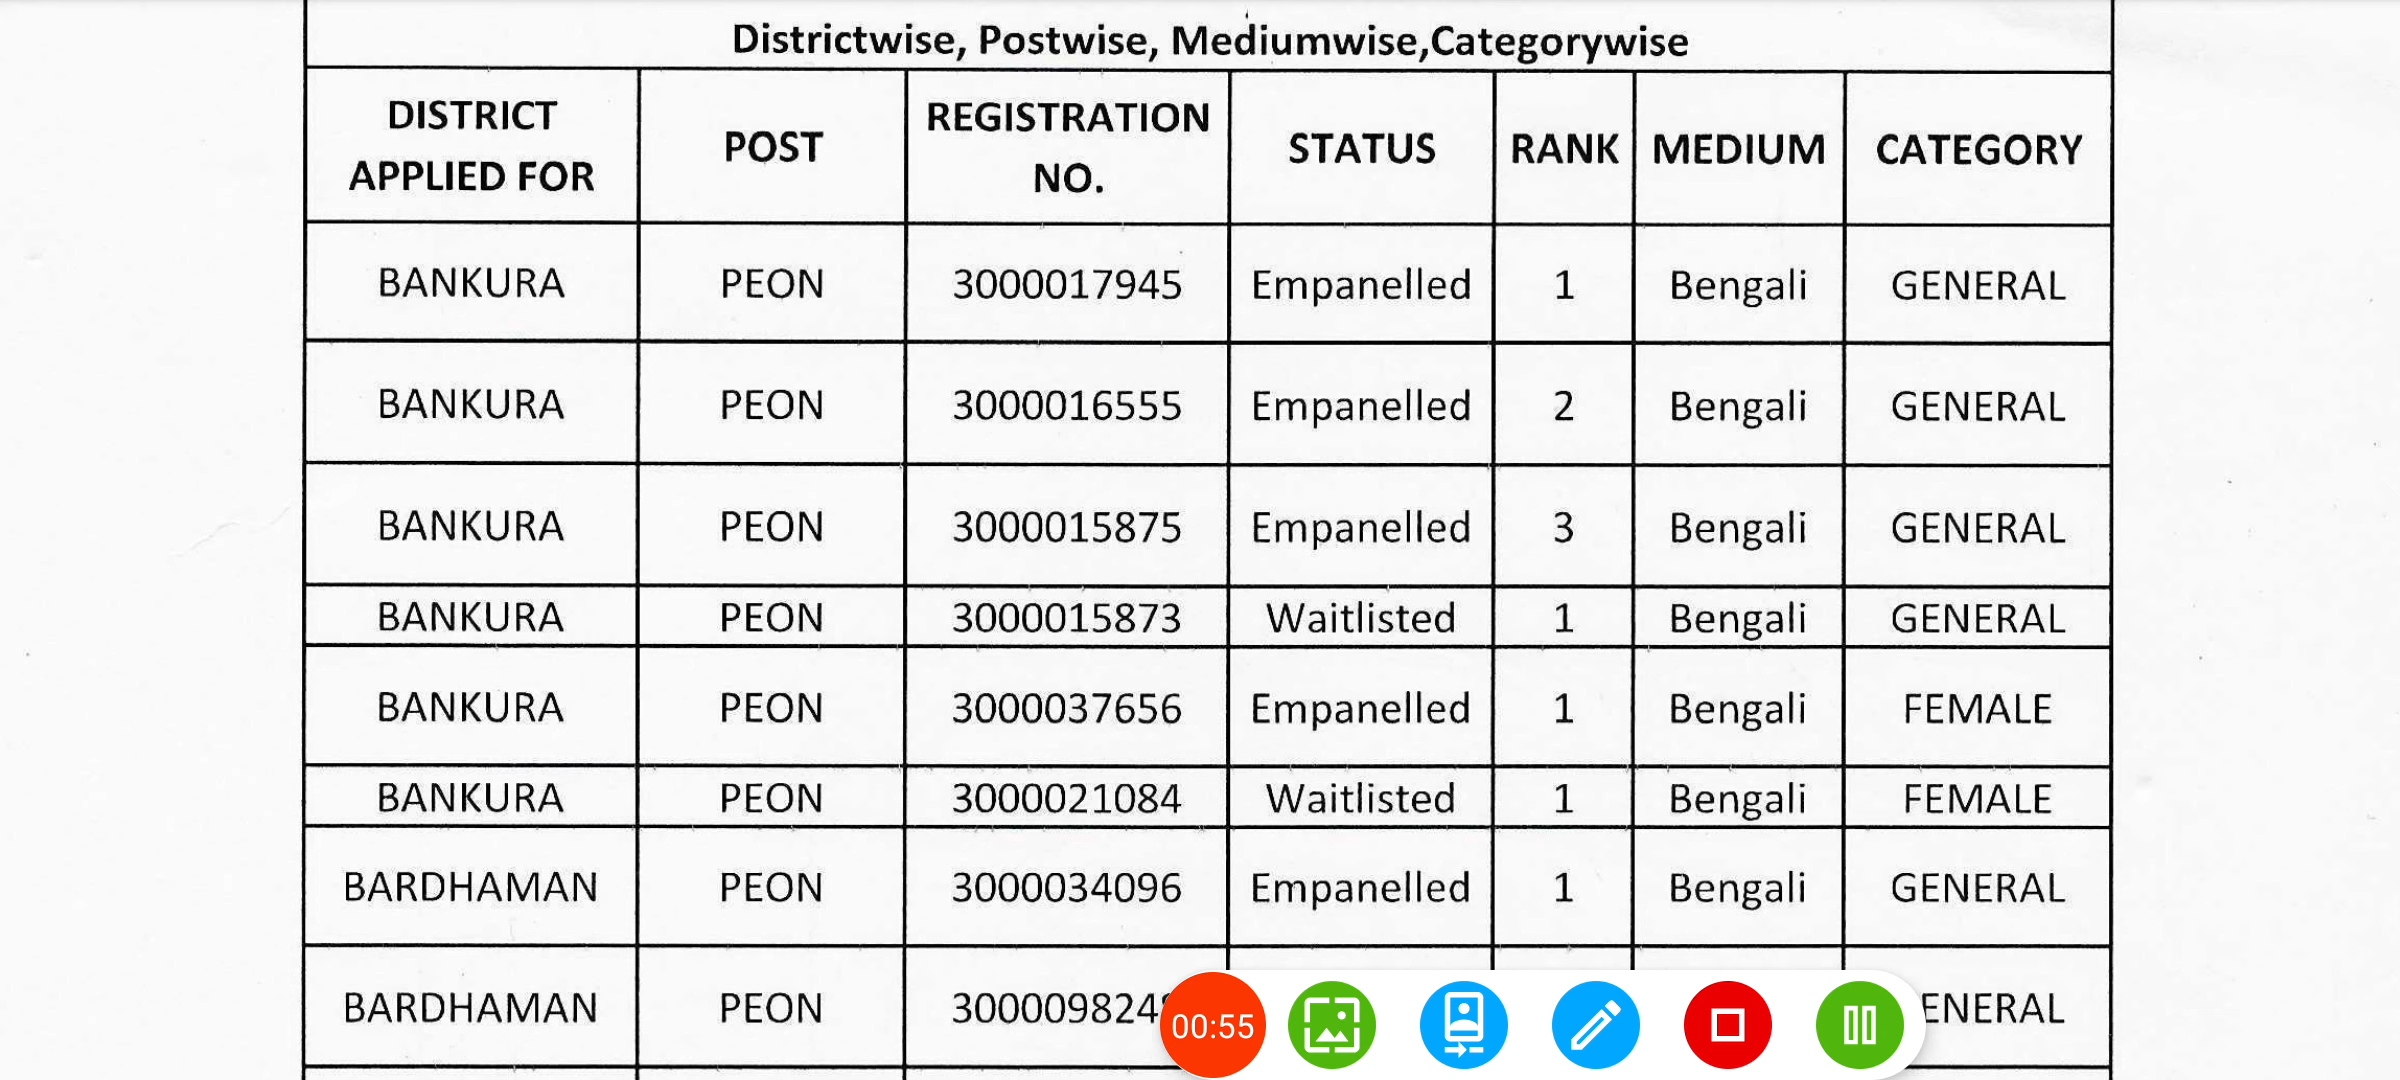 Districtwise, Postwise, Mediumwise,Categorywise
DISTRICT APPLIED FOR POST REGISTRATION NO. STATUS RANK MEDIUM CATEGORY
BANKURA PEON 3000017945 Empanelled 1 Bengali GENERAL
BANKURA PEON 3000016555 Empanelled 2 Bengali GENERAL
BANKURA PEON 3000015875 Empanelled 3 Bengali GENERAL
BANKURA PEON 3000015873 Waitlisted 1 Bengali GENERAL
BANKURA PEON 3000037656 Empanelled 1 Bengali FEMALE
BANKURA PEON 3000021084 Waitlisted 1 Bengali FEMALE
BARDHAMAN PEON 3000034096 Empanelled 1 Bengali GENERAL
BARDHAMAN PEON
00:55